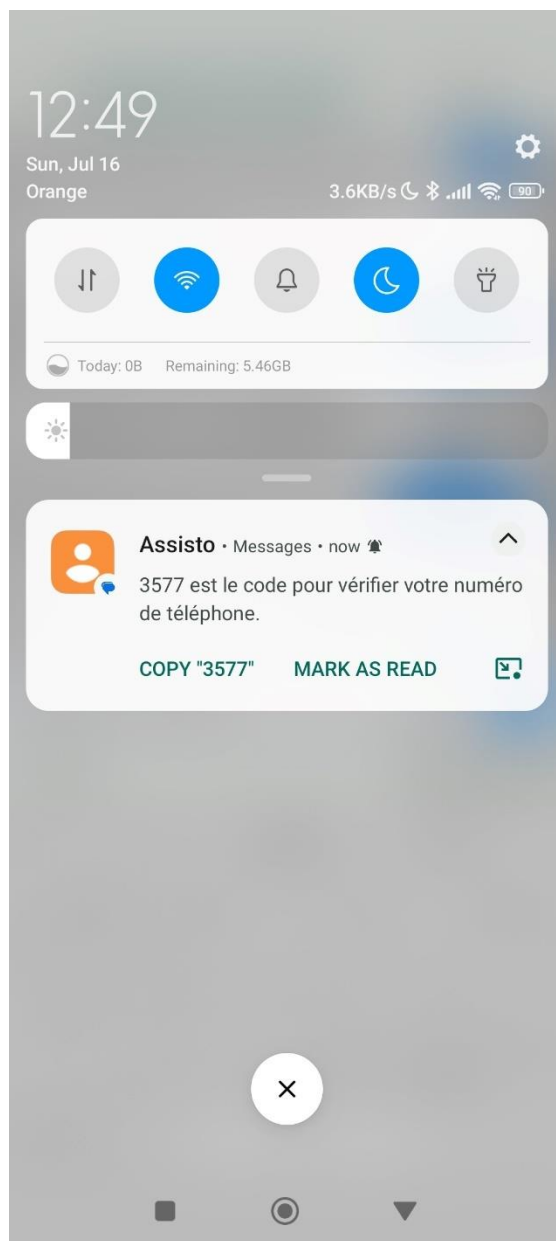 12:49
Sun, Jul 16
Orange
3.6KB/s
90
Today: 0B Remaining: 5.46GB
Assisto • Messages • now
3577 est le code pour vérifier votre numéro
de téléphone.
COPY "3577" MARK AS READ